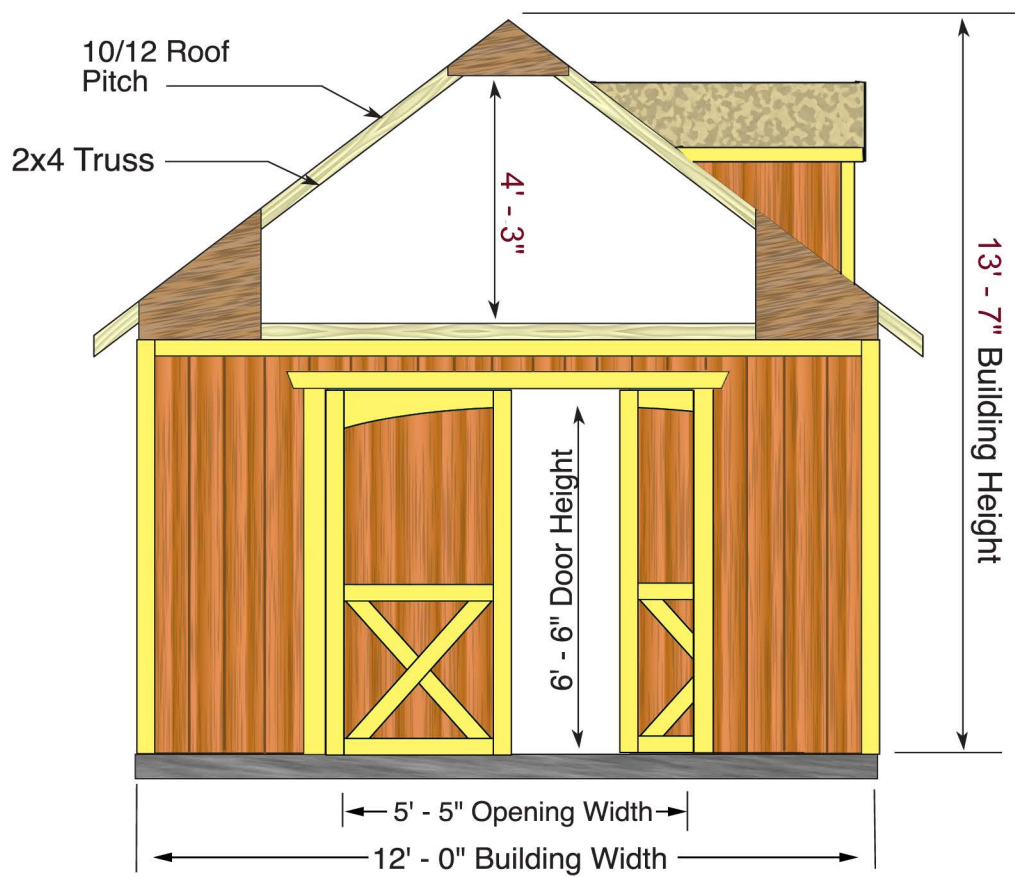 10/12 Roof
Pitch
2x4 Truss
4' - 3"
13' - 7" Building Height
6' - 6" Door Height
5' - 5" Opening Width
12' - 0" Building Width